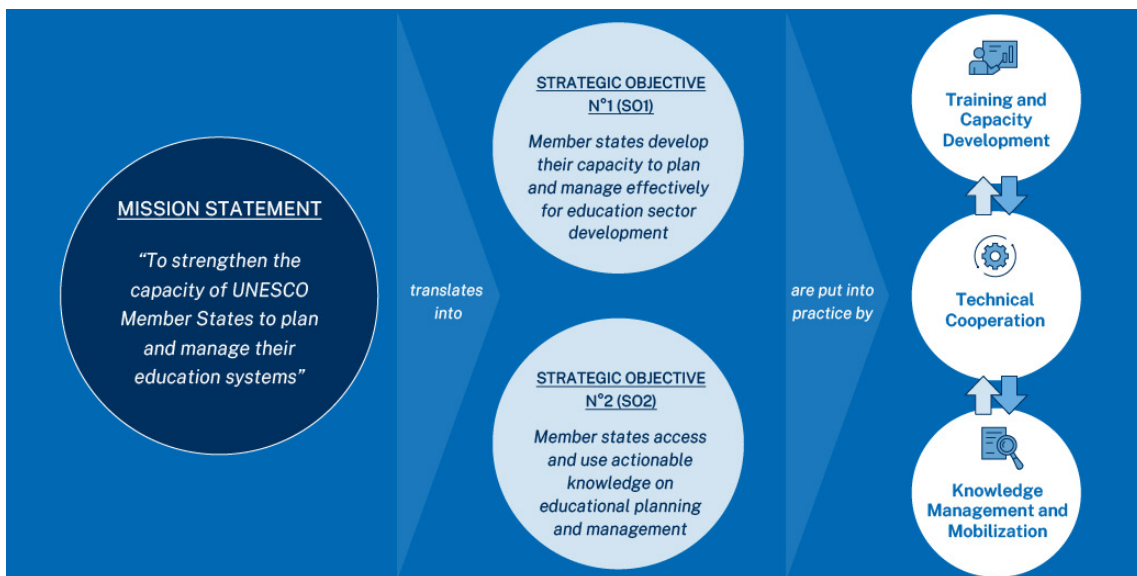 MISSION STATEMENT
“To strengthen the
capacity of UNESCO
Member States to plan
and manage their
education systems”
translates
into
STRATEGIC OBJECTIVE
N°1 (SO1)
Member states develop
their capacity to plan
and manage effectively
for education sector
development
STRATEGIC OBJECTIVE
N°2 (SO2)
Member states access
and use actionable
knowledge on
educational planning
and management
are put into
practice by
Training and
Capacity
Development
Technical
Cooperation
Knowledge
Management and
Mobilization